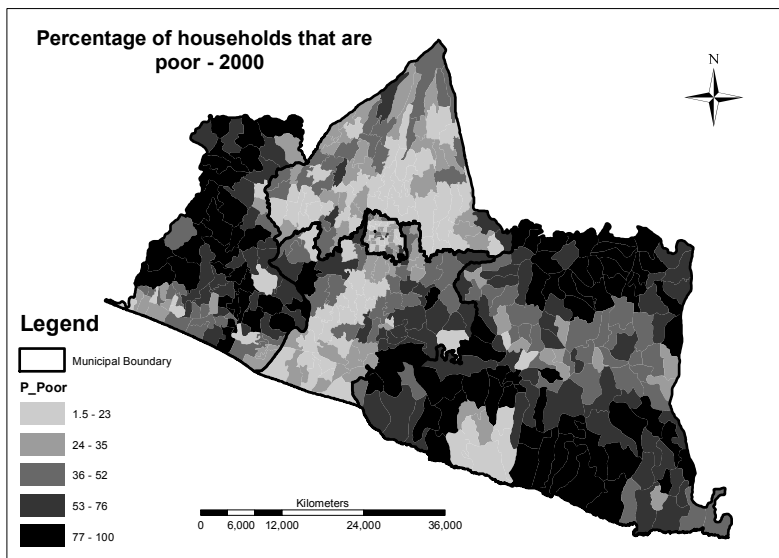 Percentage of households that are
poor - 2000
N
Legend
Municipal Boundary
P_Poor
1.5 - 23
24 - 35
36 - 52
53 - 76
77 - 100
Kilometers
0 6,000 12,000 24,000 36,000